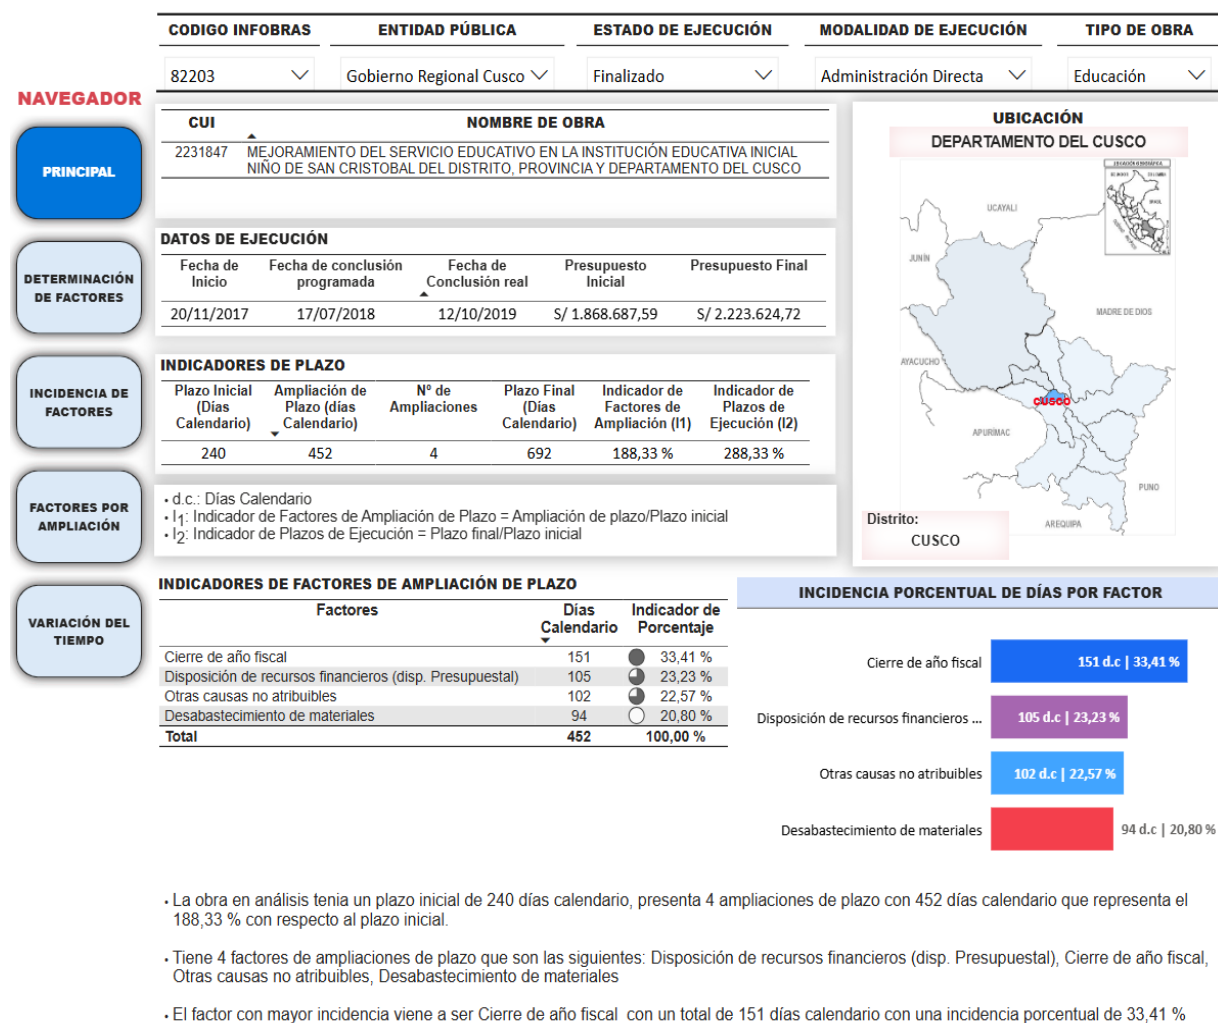 CODIGO INFOBRAS ENTIDAD PÚBLICA ESTADO DE EJECUCIÓN MODALIDAD DE EJECUCIÓN TIPO DE OBRA
82203 Gobierno Regional Cusco Finalizado Administración Directa Educación
NAVEGADOR
PRINCIPAL
DETERMINACIÓN
DE FACTORES
INCIDENCIA DE
FACTORES
FACTORES POR
AMPLIACIÓN
VARIACIÓN DEL
TIEMPO
CUI NOMBRE DE OBRA
2231847 MEJORAMIENTO DEL SERVICIO EDUCATIVO EN LA INSTITUCIÓN EDUCATIVA INICIAL
NIÑO DE SAN CRISTOBAL DEL DISTRITO, PROVINCIA Y DEPARTAMENTO DEL CUSCO
DATOS DE EJECUCIÓN
Fecha de Fecha de conclusión Fecha de Presupuesto Presupuesto Final
Inicio programada Conclusión real Inicial
20/11/2017 17/07/2018 12/10/2019 S/ 1.868.687,59 S/ 2.223.624,72
INDICADORES DE PLAZO
Plazo Inicial Ampliación de N° de Plazo Final Indicador de Indicador de
(Días Plazo (días Ampliaciones (Días Factores de Plazos de
Calendario) Calendario) Calendario) Ampliación (I1) Ejecución (I2)
240 452 4 692 188,33 % 288,33 %
• d.c.: Días Calendario
• I1: Indicador de Factores de Ampliación de Plazo = Ampliación de plazo/Plazo inicial
• I2: Indicador de Plazos de Ejecución = Plazo final/Plazo inicial
UBICACIÓN
DEPARTAMENTO DEL CUSCO
UCAYALI
JUNÍN
MADRE DE DIOS
AYACUCHO
CUSCO
APURÍMAC
PUNO
AREQUIPA
Distrito:
CUSCO
INDICADORES DE FACTORES DE AMPLIACIÓN DE PLAZO
Factores Días Indicador de
Calendario Porcentaje
Cierre de año fiscal 151 33,41 %
Disposición de recursos financieros (disp. Presupuestal) 105 23,23 %
Otras causas no atribuibles 102 22,57 %
Desabastecimiento de materiales 94 20,80 %
Total 452 100,00 %
INCIDENCIA PORCENTUAL DE DÍAS POR FACTOR
Cierre de año fiscal 151 d.c | 33,41 %
Disposición de recursos financieros ... 105 d.c | 23,23 %
Otras causas no atribuibles 102 d.c | 22,57 %
Desabastecimiento de materiales 94 d.c | 20,80 %
• La obra en análisis tenia un plazo inicial de 240 días calendario, presenta 4 ampliaciones de plazo con 452 días calendario que representa el
188,33 % con respecto al plazo inicial.
• Tiene 4 factores de ampliaciones de plazo que son las siguientes: Disposición de recursos financieros (disp. Presupuestal), Cierre de año fiscal,
Otras causas no atribuibles, Desabastecimiento de materiales
• El factor con mayor incidencia viene a ser Cierre de año fiscal con un total de 151 días calendario con una incidencia porcentual de 33,41 %